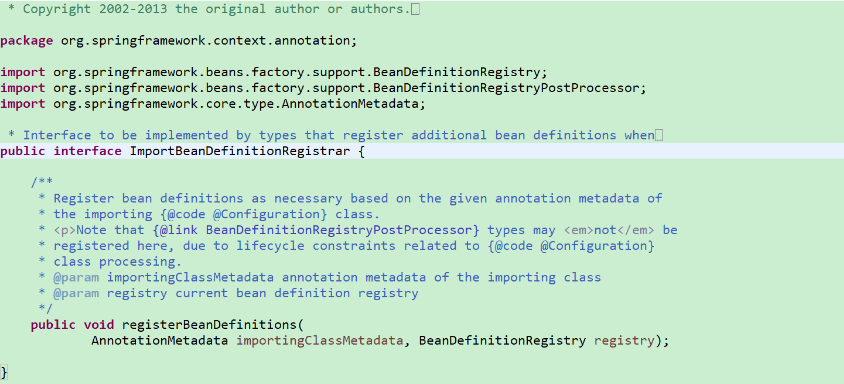 * Copyright 2002-2013 the original author or authors.
package org.springframework.context.annotation;
import org.springframework.beans.factory.support.BeanDefinitionRegistry;
import org.springframework.beans.factory.support.BeanDefinitionRegistryPostProcessor;
import org.springframework.core.type.AnnotationMetadata;
 * Interface to be implemented by types that register additional bean definitions when
public interface ImportBeanDefinitionRegistrar {
    /**
     * Register bean definitions as necessary based on the given annotation metadata of
     * the importing {@code @Configuration} class.
     * <p>Note that {@link BeanDefinitionRegistryPostProcessor} types may <em>not</em> be
     * registered here, due to lifecycle constraints related to {@code @Configuration}
     * class processing.
     * @param importingClassMetadata annotation metadata of the importing class
     * @param registry current bean definition registry
     */
    public void registerBeanDefinitions(
            AnnotationMetadata importingClassMetadata, BeanDefinitionRegistry registry);
}